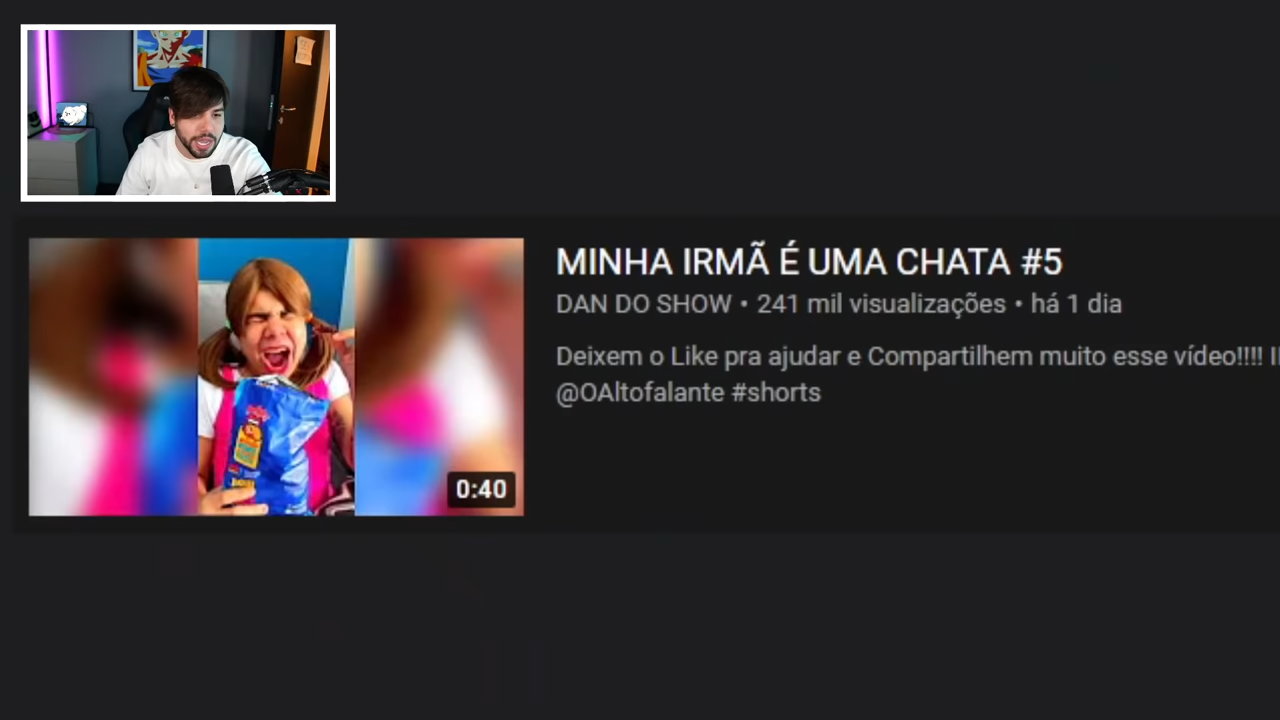 MINHA IRMÃ É UMA CHATA #5
DAN DO SHOW • 241 mil visualizações • há 1 dia
Deixem o Like pra ajudar e Compartilhem muito esse vídeo!!!!
@OAltofalante #shorts
0:40